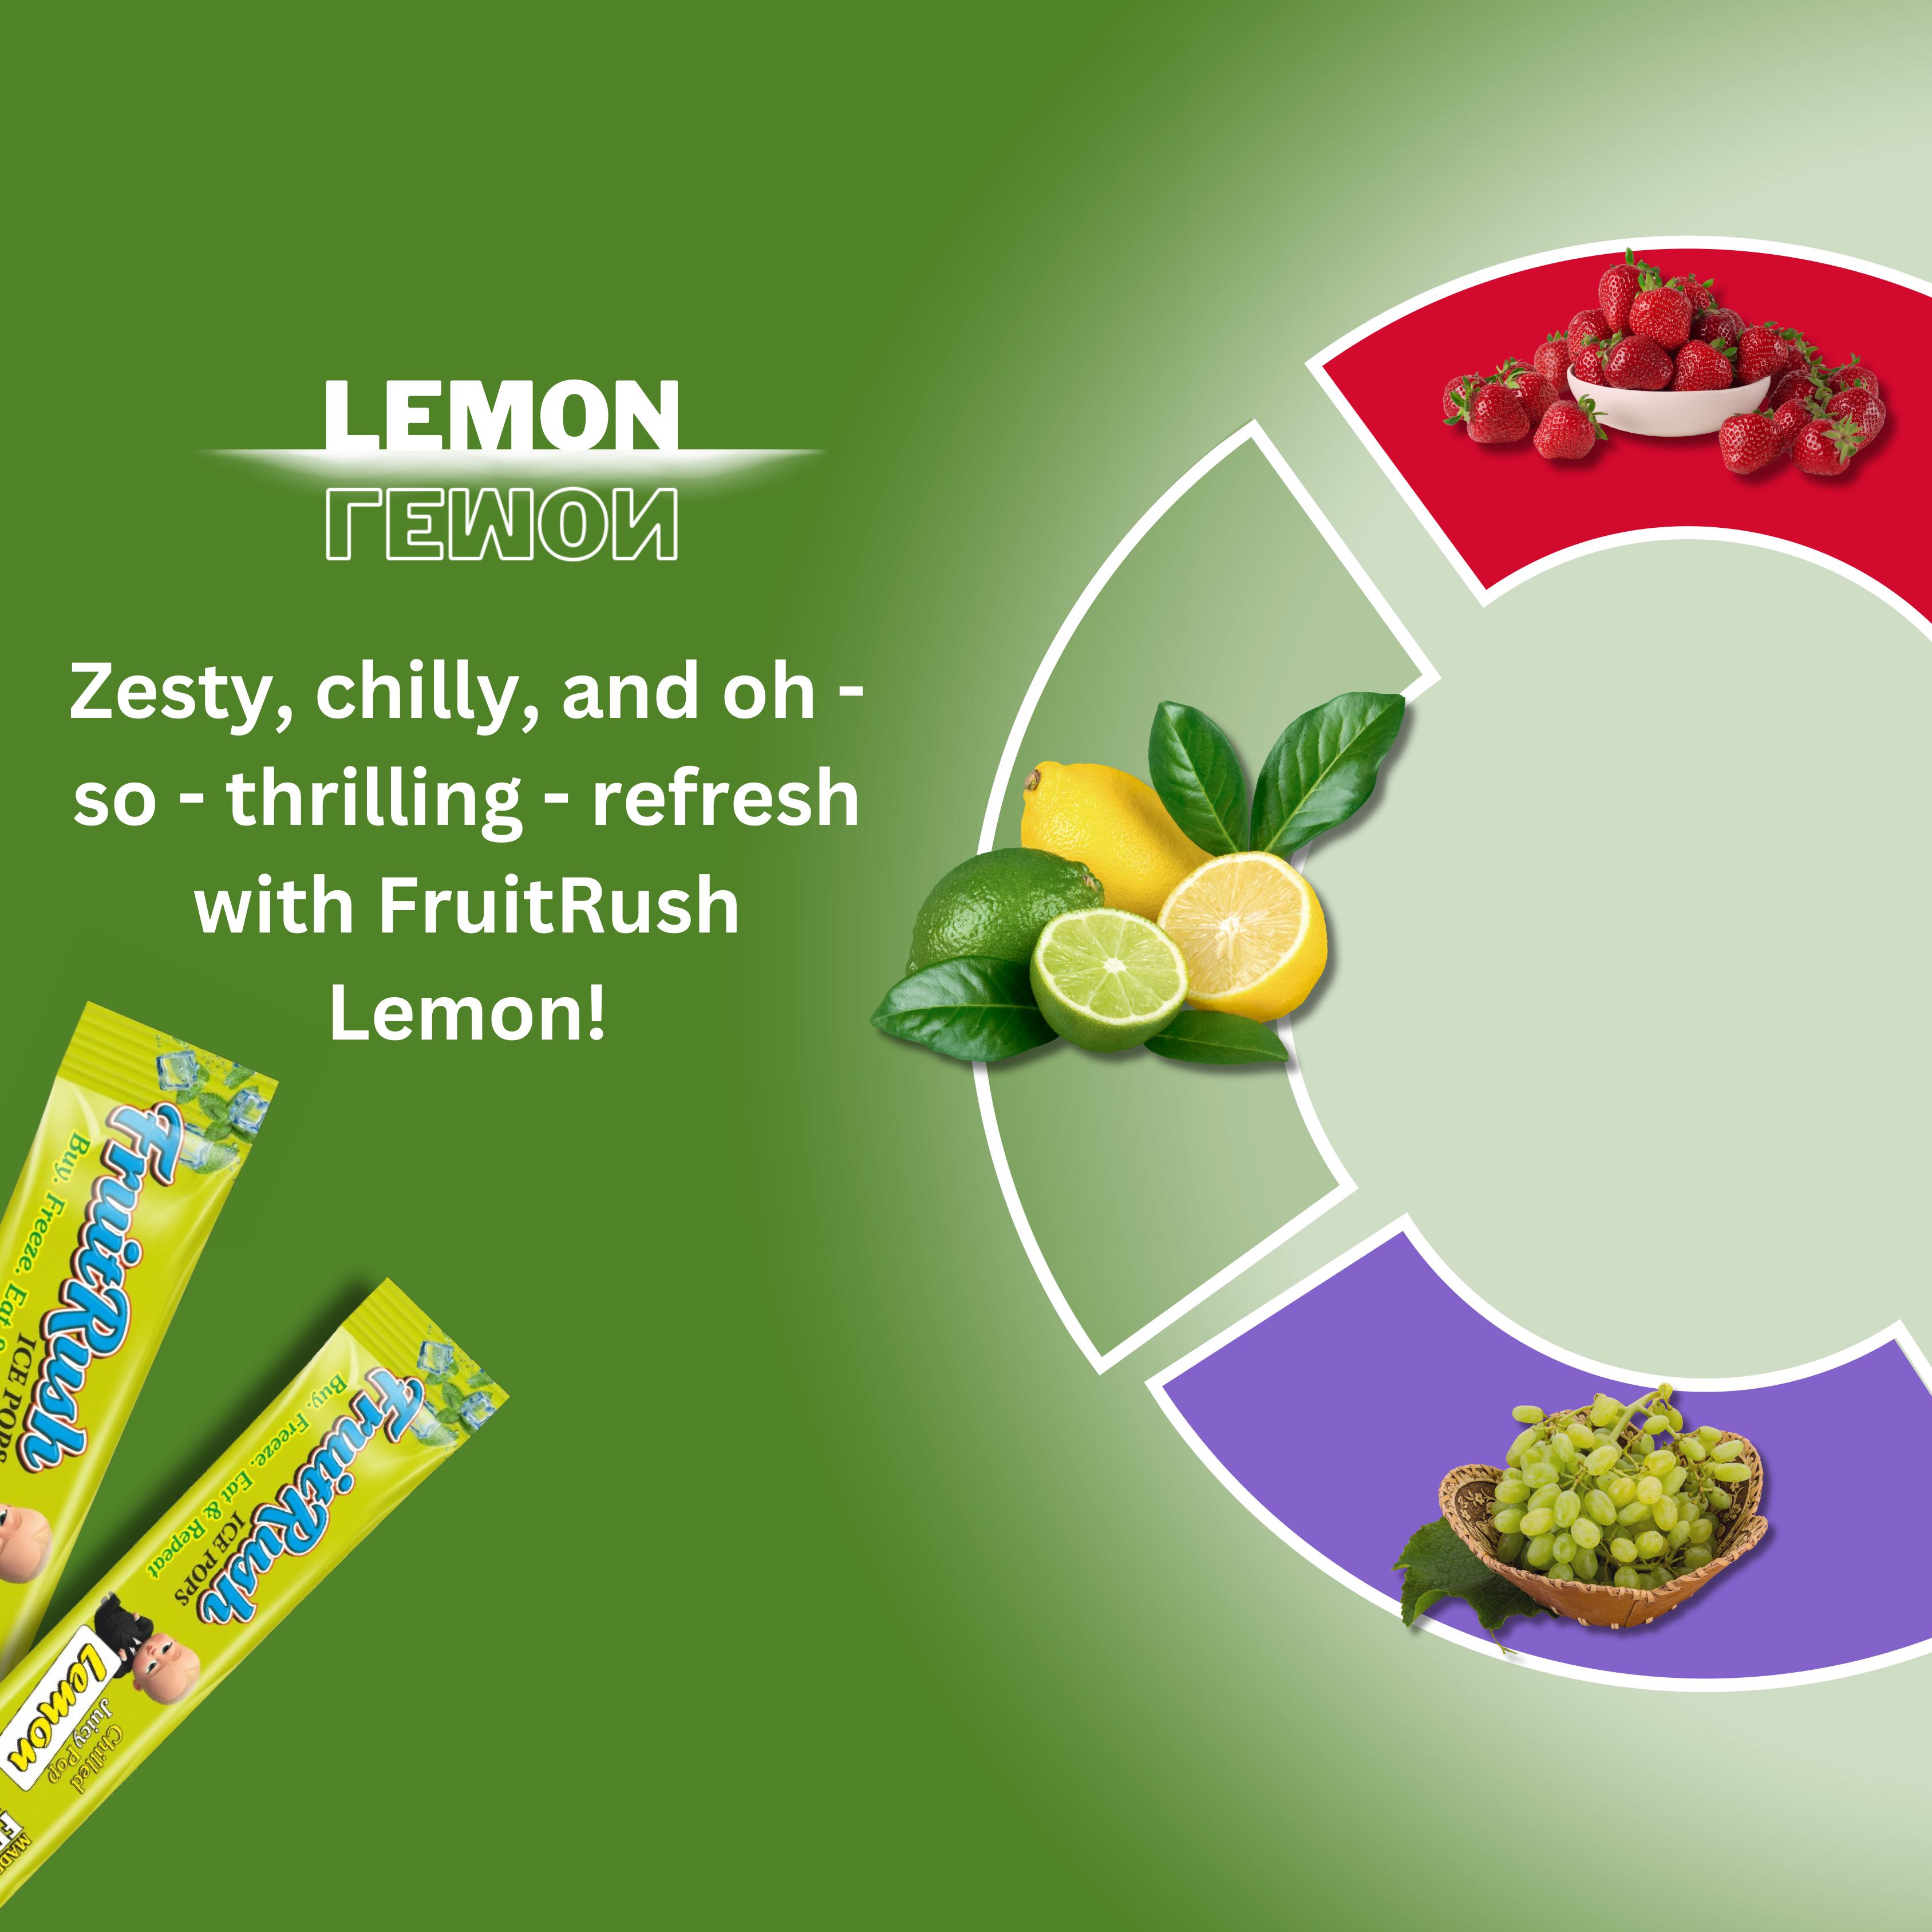 LEMON
LEMON
Zesty, chilly, and oh -
so - thrilling - refresh
with FruitRush
Lemon!
FruitRush
Buy. Freeze. Eat &
ICE POPS
FruitRush
Buy. Freeze. Eat & Repeat
ICE POPS
Lemon
Chilled
Juicy Pop
MADE